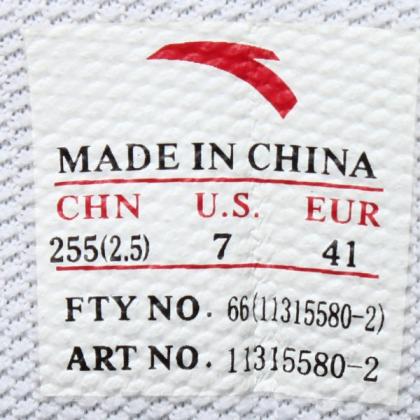 MADE IN CHINA
CHN U.S. EUR
255(2.5) 7 41
FTY NO. 66(11315580-2)
ART NO. 11315580-2